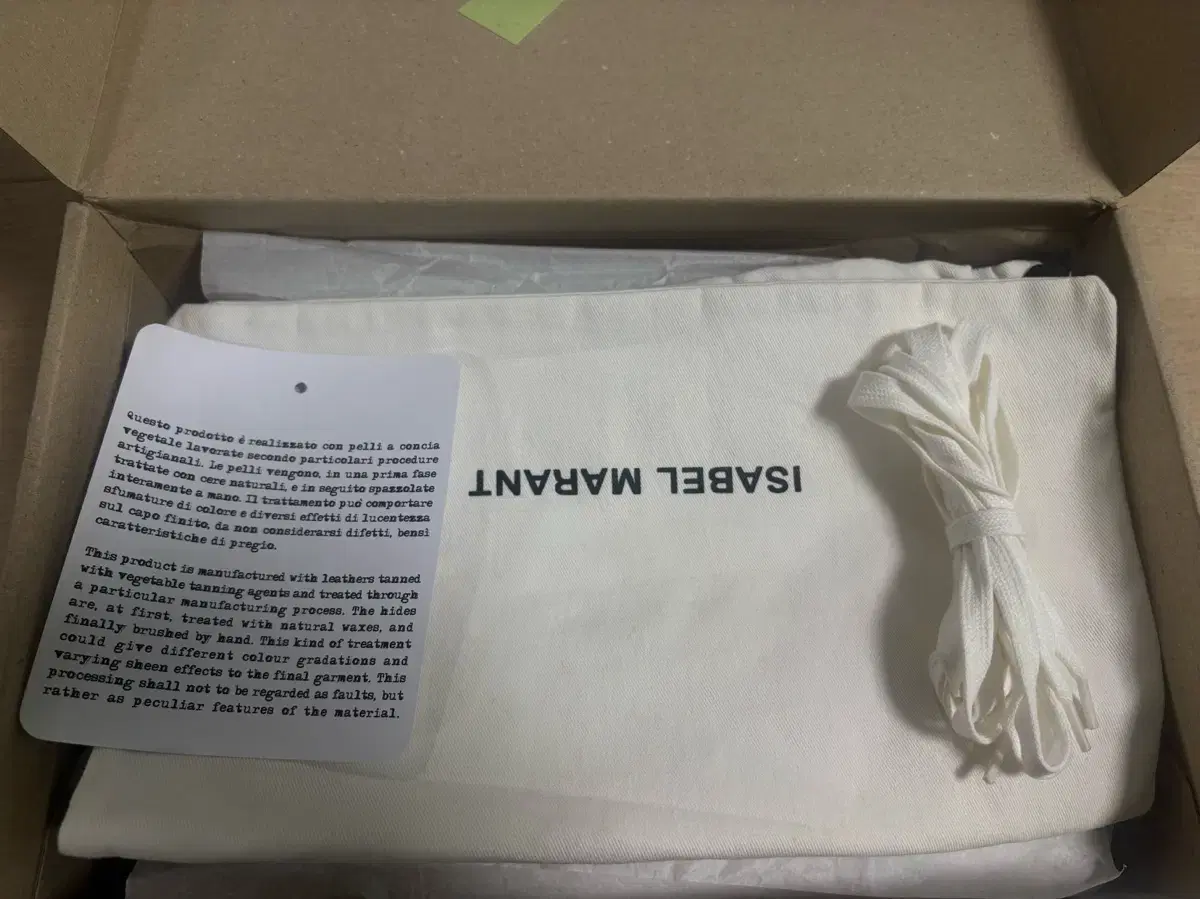 Questo prodotto è realizzato con pelli a concia
vegetale lavorate secondo particolari procedure
artigianali. Le pelli vengono, in una prima fase
trattate con cere naturali, e in seguito spazzolate
interamente a mano. Il trattamento può comportare
sfumature di colore e diversi effetti di lucentezza
sul capo finito, da non considerarsi difetti, bensì
caratteristiche di pregio.
This product is manufactured with leathers tanned
with vegetable tanning agents and treated through
a particular manufacturing process. The hides
are, at first, treated with natural waxes, and
finally brushed by hand. This kind of treatment
could give different colour gradations and
varying sheen effects to the final garment. This
processing shall not to be regarded as faults, but
rather as peculiar features of the material.
ISABEL MARANT